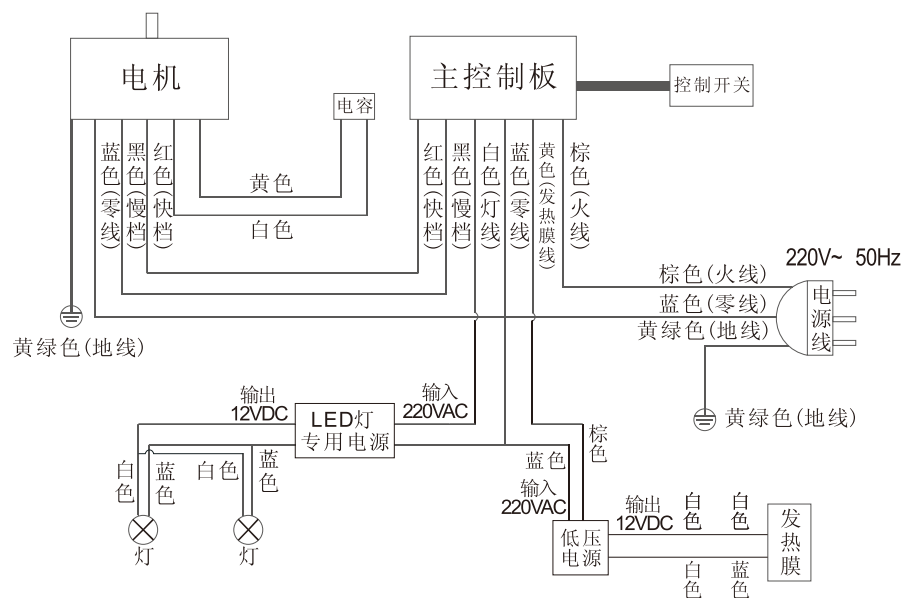 电机
主控制板
控制开关
电容
蓝色(零线)
黑色(慢档)
红色(快档)
黄色
白色
红色(快档)
黑色(慢档)
白色(灯线)
蓝色(零线)
黄色(发热膜线)
棕色(火线)
220V~ 50Hz
棕色(火线)
蓝色(零线)
黄绿色(地线)
电源线
黄绿色(地线)
黄绿色(地线)
输出
12VDC
LED灯
专用电源
输入
220VAC
白色
蓝色
白色
蓝色
灯
灯
蓝色
棕色
输入
220VAC
低压
电源
输出
12VDC
白色
白色
白色
蓝色
发热膜